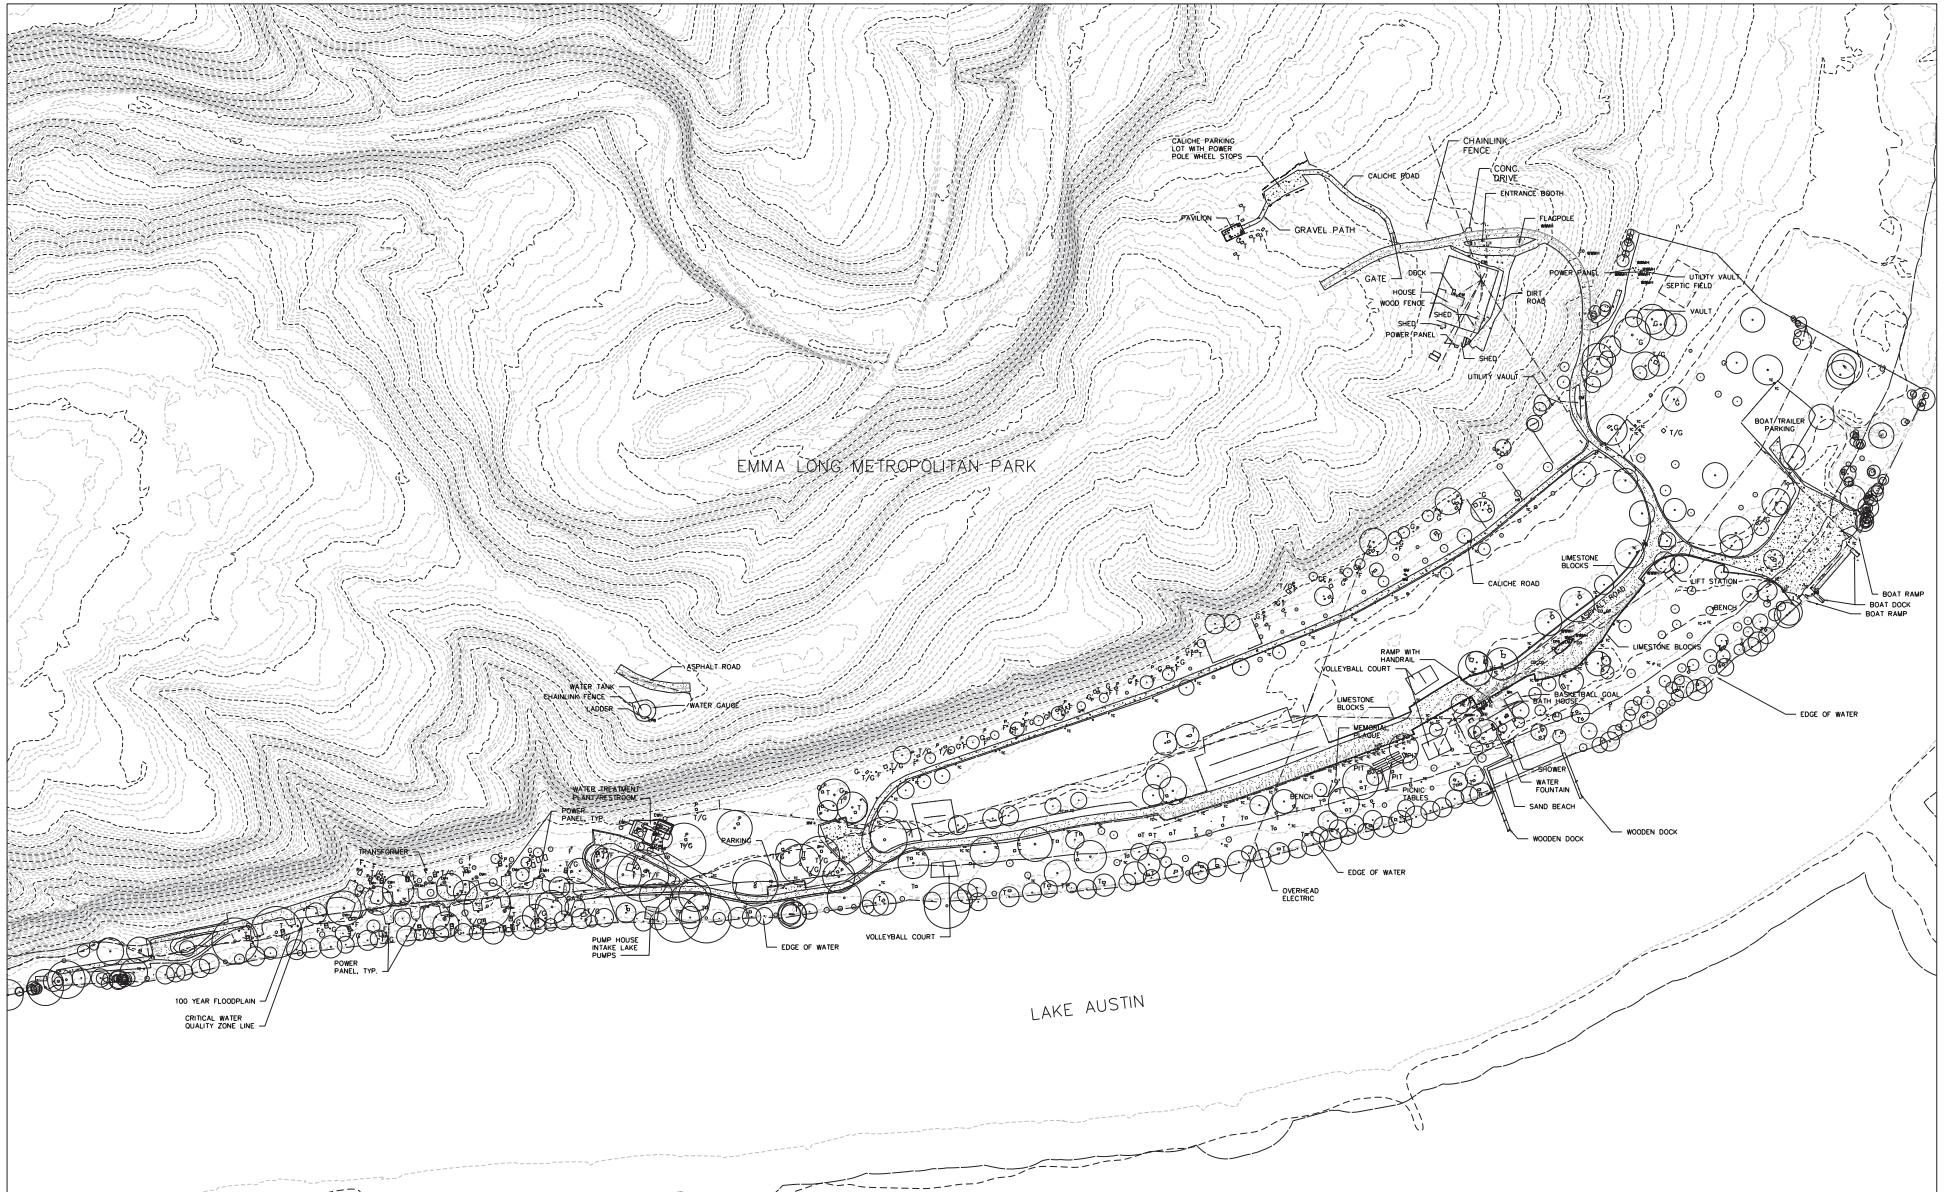 CALICHE PARKING
LOT WITH POWER
POLE WHEEL STOPS
CHAINLINK
FENCE
CONC.
DRIVE
CALICHE ROAD
ENTRANCE BOOTH
PAVILION
FLAGPOLE
GRAVEL PATH
GATE
DECK
POWER PANEL
UTILITY VAULT
SEPTIC FIELD
HOUSE
DIRT
ROAD
WOOD FENCE
SHED
VAULT
SHED
POWER PANEL
SHED
UTILITY VAULT
BOAT/TRAILER
PARKING
T/G
EMMA LONG METROPOLITAN PARK
LIMESTONE
BLOCKS
CALICHE ROAD
LIFT STATION
ASPHALT ROAD
BENCH
BOAT RAMP
BOAT DOCK
BOAT RAMP
LIMESTONE BLOCKS
RAMP WITH
HANDRAIL
VOLLEYBALL COURT
ASPHALT ROAD
WATER TANK
CHAINLINK FENCE
LADDER
WATER GAUGE
BASKETBALL GOAL
BATH HOUSE
LIMESTONE
BLOCKS
EDGE OF WATER
MEMORIAL
PLAQUE
PIT
PIT
SHOWER
WATER
FOUNTAIN
PICNIC
TABLES
BENCH
SAND BEACH
WOODEN DOCK
WOODEN DOCK
WATER TREATMENT
PLANT/RESTROOM
POWER
PANEL, TYP.
T/G
PARKING
TRANSFORMER
EDGE OF WATER
OVERHEAD
ELECTRIC
VOLLEYBALL COURT
PUMP HOUSE
INTAKE LAKE
PUMPS
EDGE OF WATER
POWER
PANEL, TYP.
100 YEAR FLOODPLAIN
CRITICAL WATER
QUALITY ZONE LINE
LAKE AUSTIN